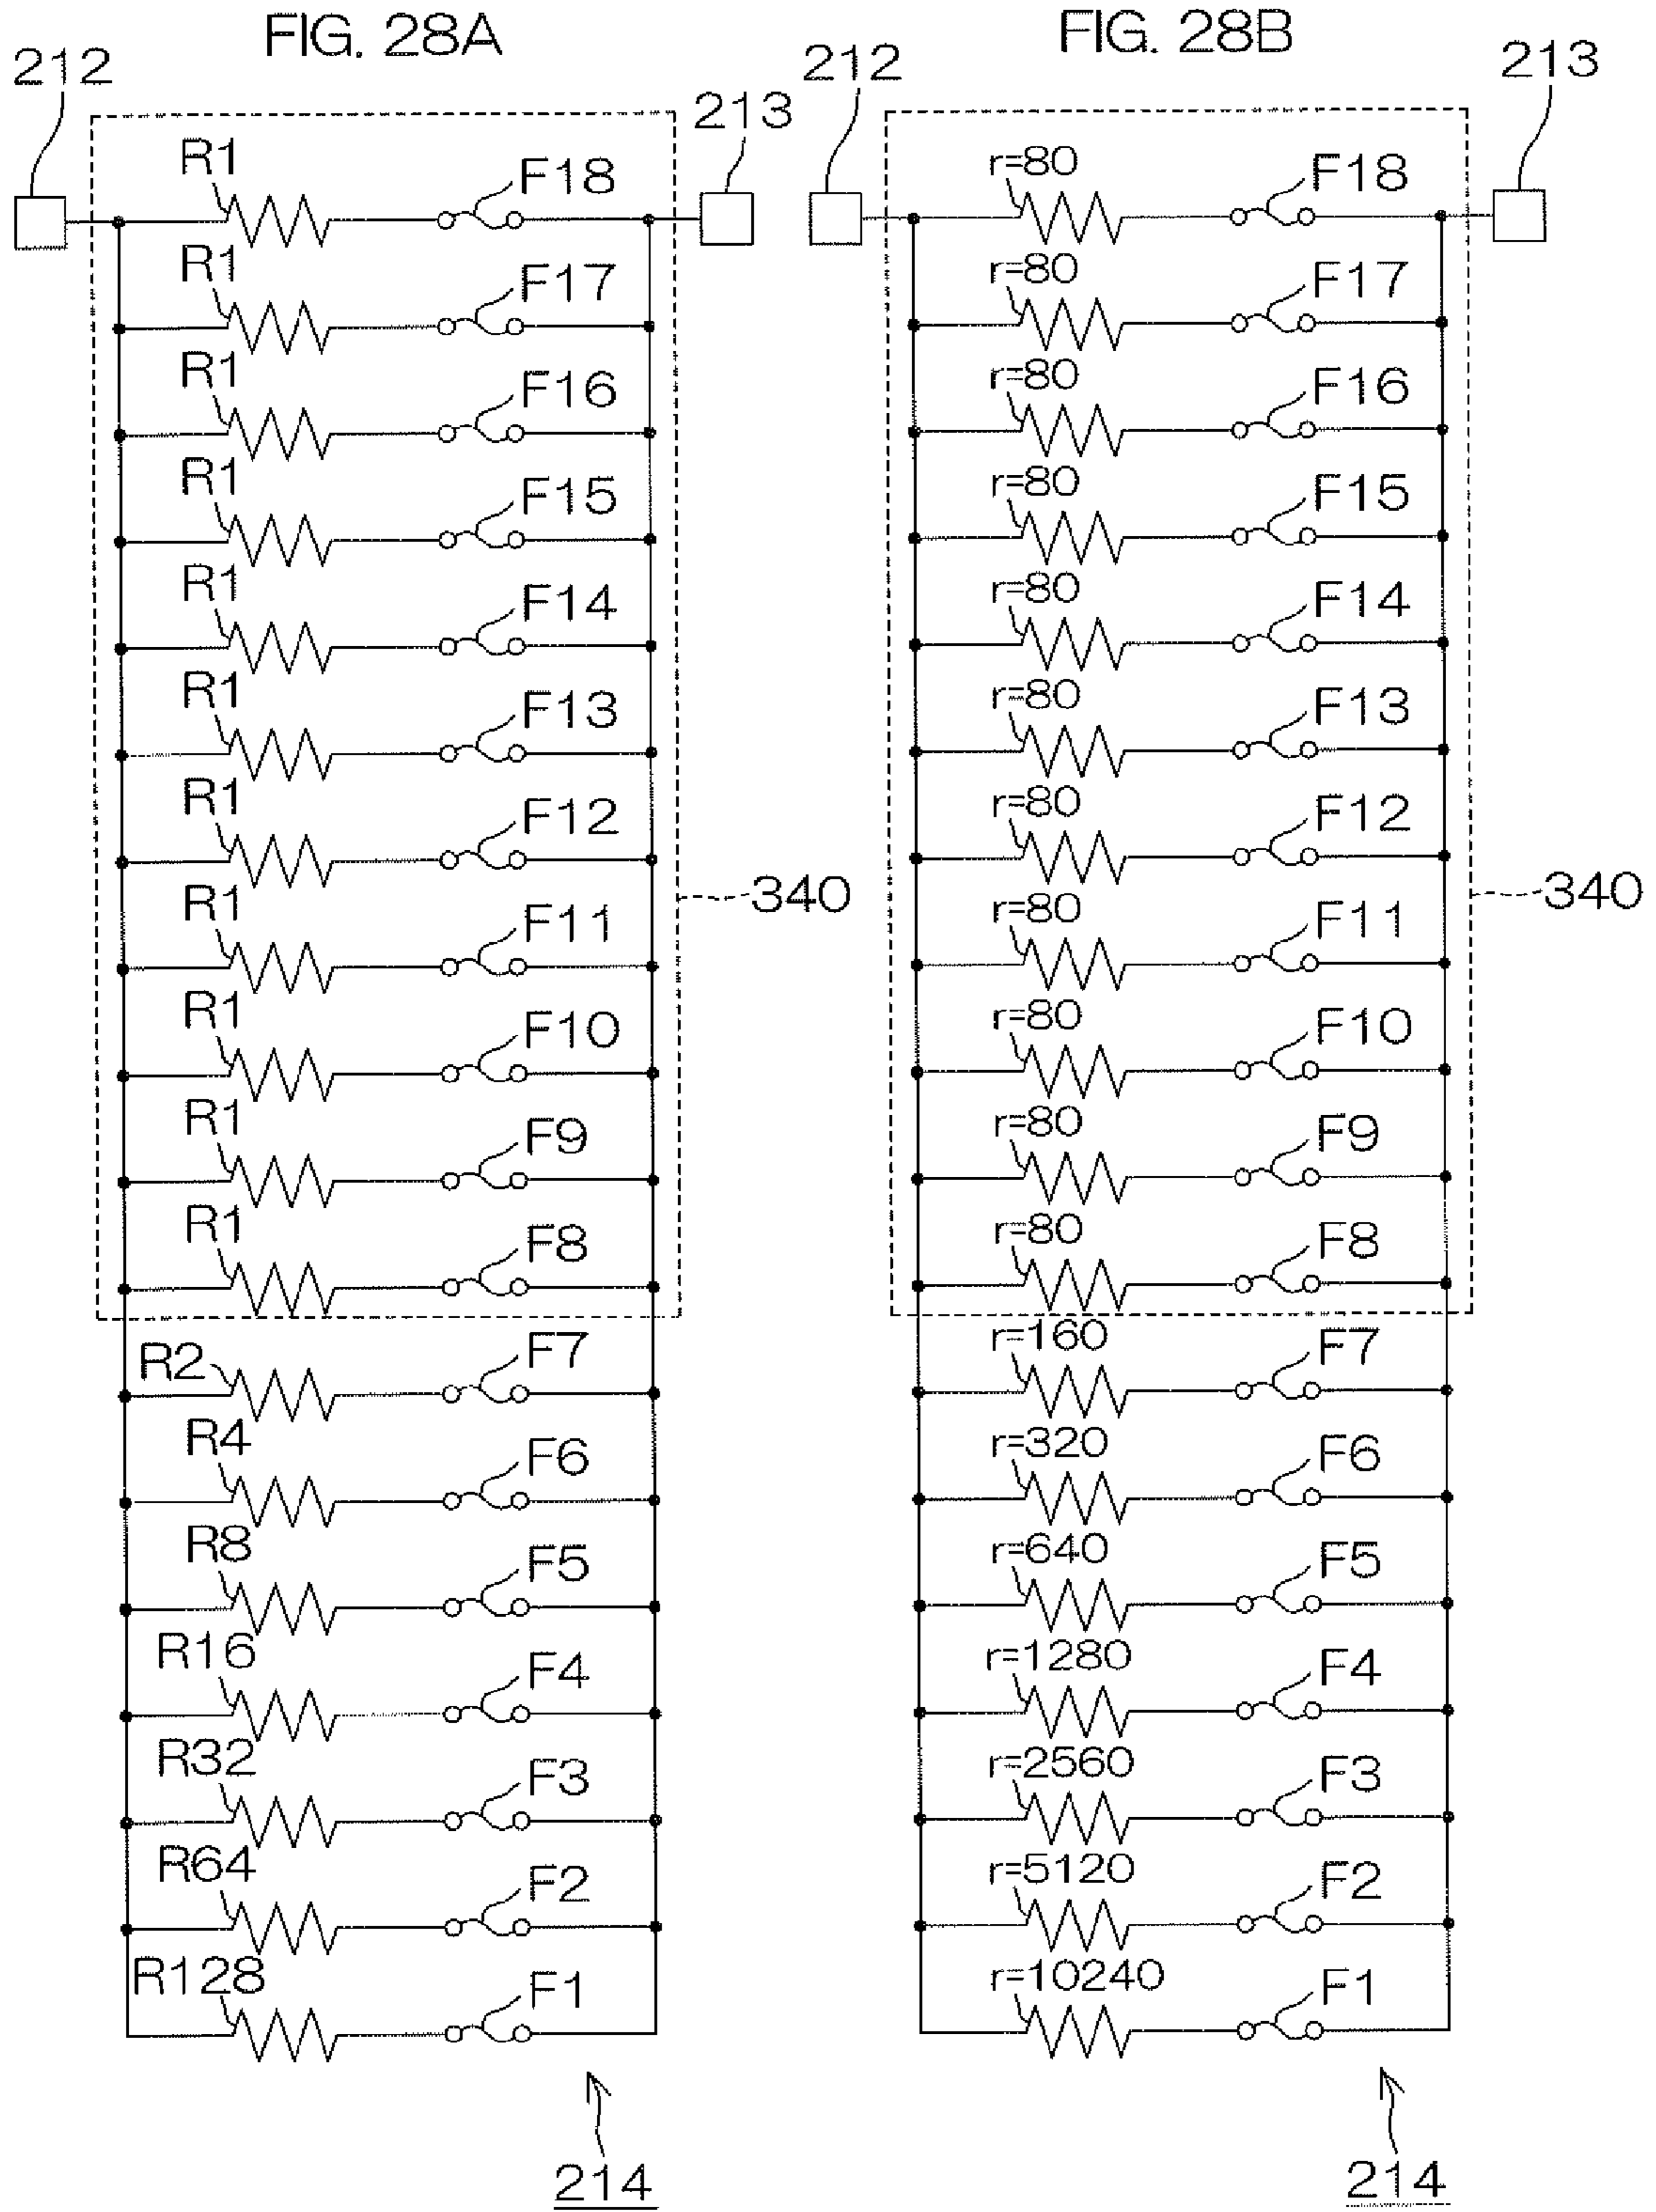 FIG. 28A
212
213
R1
F18
R1
F17
R1
F16
R1
F15
R1
F14
R1
F13
R1
F12
R1
F11
340
R1
F10
R1
F9
R1
F8
R2
F7
R4
F6
R8
F5
R16
F4
R32
F3
R64
F2
R128
F1
214
FIG. 28B
212
213
r=80
F18
r=80
F17
r=80
F16
r=80
F15
r=80
F14
r=80
F13
r=80
F12
r=80
F11
340
r=80
F10
r=80
F9
r=80
F8
r=160
F7
r=320
F6
r=640
F5
r=1280
F4
r=2560
F3
r=5120
F2
r=10240
F1
214